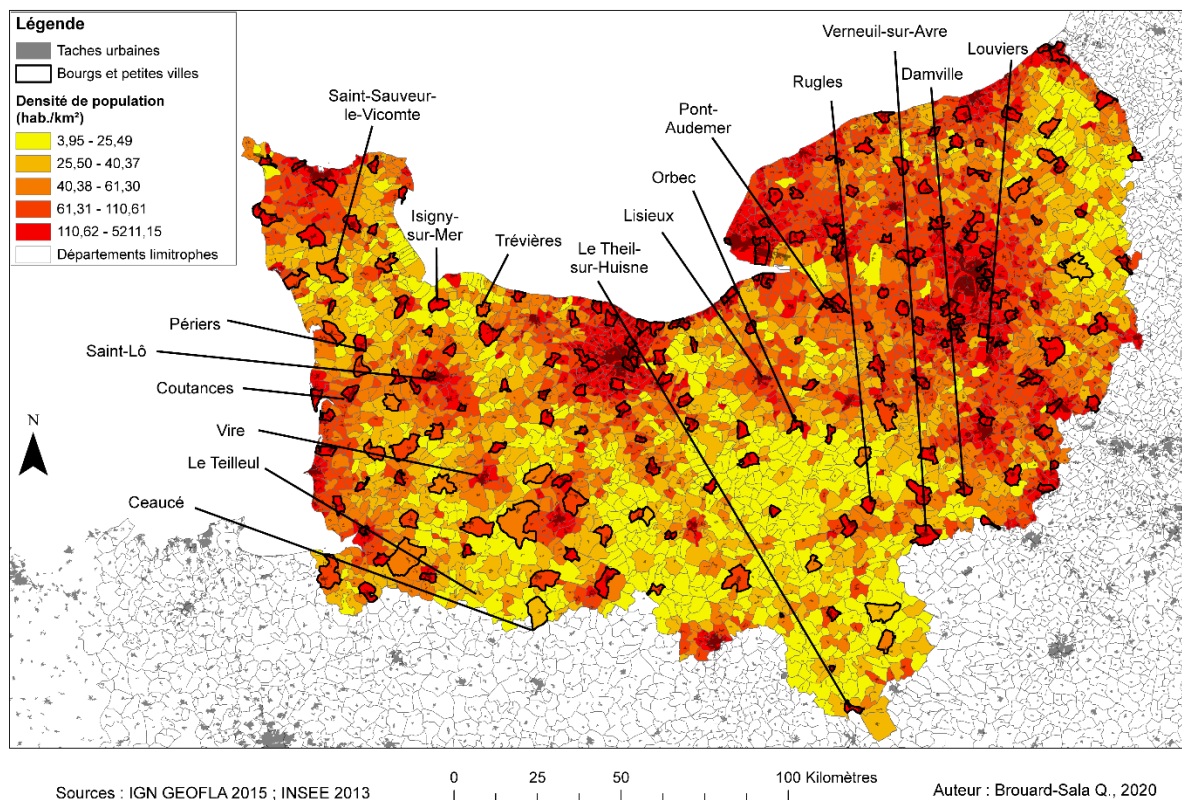 Légende
Taches urbaines
Bourgs et petites villes
Densité de population
(hab./km²)
3,95 - 25,49
25,50 - 40,37
40,38 - 61,30
61,31 - 110,61
110,62 - 5211,15
Départements limitrophes
Saint-Sauveur-
le-Vicomte
Isigny-
sur-Mer
Trévières
Le Theil-
sur-Huisne
Lisieux
Orbec
Pont-
Audemer
Rugles
Verneuil-sur-Avre
Damville
Louviers
Périers
Saint-Lô
Coutances
Vire
Le Teilleul
Ceaucé
N
Sources : IGN GEOFLA 2015 ; INSEE 2013
0 25 50 100 Kilomètres
Auteur : Brouard-Sala Q., 2020